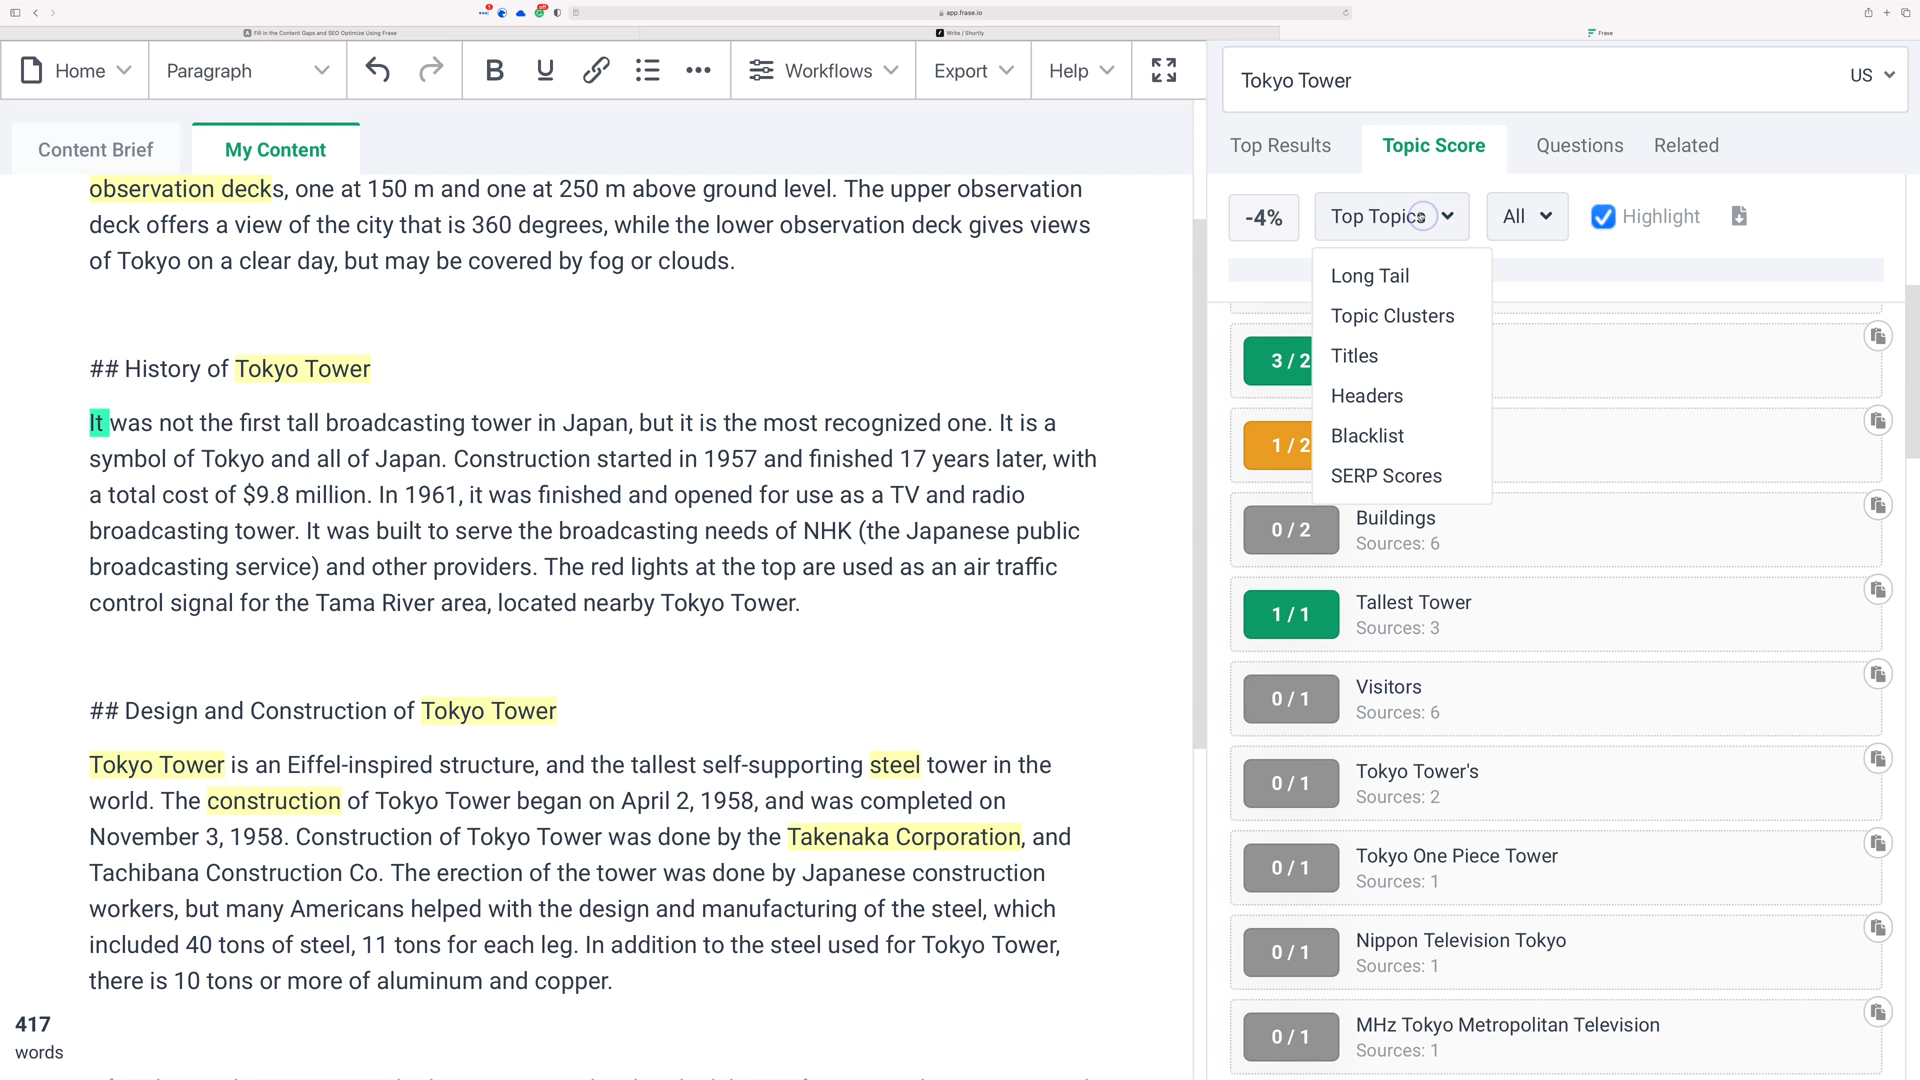 app.frase.io
Fill in the Content Gaps and SEO Optimize Using Frase
Write / Shortly
Frase
Home
Paragraph
B
U
Workflows
Export
Help
Content Brief
My Content
observation decks, one at 150 m and one at 250 m above ground level. The upper observation
deck offers a view of the city that is 360 degrees, while the lower observation deck gives views
of Tokyo on a clear day, but may be covered by fog or clouds.
## History of Tokyo Tower
It was not the first tall broadcasting tower in Japan, but it is the most recognized one. It is a
symbol of Tokyo and all of Japan. Construction started in 1957 and finished 17 years later, with
a total cost of $9.8 million. In 1961, it was finished and opened for use as a TV and radio
broadcasting tower. It was built to serve the broadcasting needs of NHK (the Japanese public
broadcasting service) and other providers. The red lights at the top are used as an air traffic
control signal for the Tama River area, located nearby Tokyo Tower.
## Design and Construction of Tokyo Tower
Tokyo Tower is an Eiffel-inspired structure, and the tallest self-supporting steel tower in the
world. The construction of Tokyo Tower began on April 2, 1958, and was completed on
November 3, 1958. Construction of Tokyo Tower was done by the Takenaka Corporation, and
Tachibana Construction Co. The erection of the tower was done by Japanese construction
workers, but many Americans helped with the design and manufacturing of the steel, which
included 40 tons of steel, 11 tons for each leg. In addition to the steel used for Tokyo Tower,
there is 10 tons or more of aluminum and copper.
417
words
Tokyo Tower
US
Top Results
Topic Score
Questions
Related
-4%
Top Topics
All
Highlight
Long Tail
Topic Clusters
Titles
Headers
Blacklist
SERP Scores
3 / 2
1 / 2
0 / 2
Buildings
Sources: 6
1 / 1
Tallest Tower
Sources: 3
0 / 1
Visitors
Sources: 6
0 / 1
Tokyo Tower's
Sources: 2
0 / 1
Tokyo One Piece Tower
Sources: 1
0 / 1
Nippon Television Tokyo
Sources: 1
0 / 1
MHz Tokyo Metropolitan Television
Sources: 1